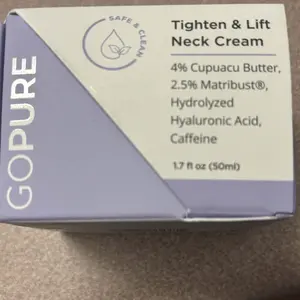 SAFE & CLEAN
GOPURE
Tighten & Lift
Neck Cream
4% Cupuacu Butter,
2.5% Matribust®,
Hydrolyzed
Hyaluronic Acid,
Caffeine
1.7 fl oz (50ml)